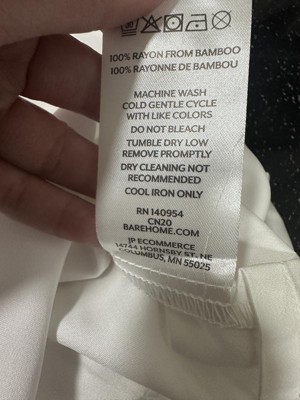 100% RAYON FROM BAMBOO
100% RAYONNE DE BAMBOU
MACHINE WASH
COLD GENTLE CYCLE
WITH LIKE COLORS
DO NOT BLEACH
TUMBLE DRY LOW
REMOVE PROMPTLY
DRY CLEANING NOT
RECOMMENDED
COOL IRON ONLY
RN 140954
CN20
BAREHOME.COM
JP ECOMMERCE
14744 HORNSBY ST. NE
COLUMBUS, MN 55025